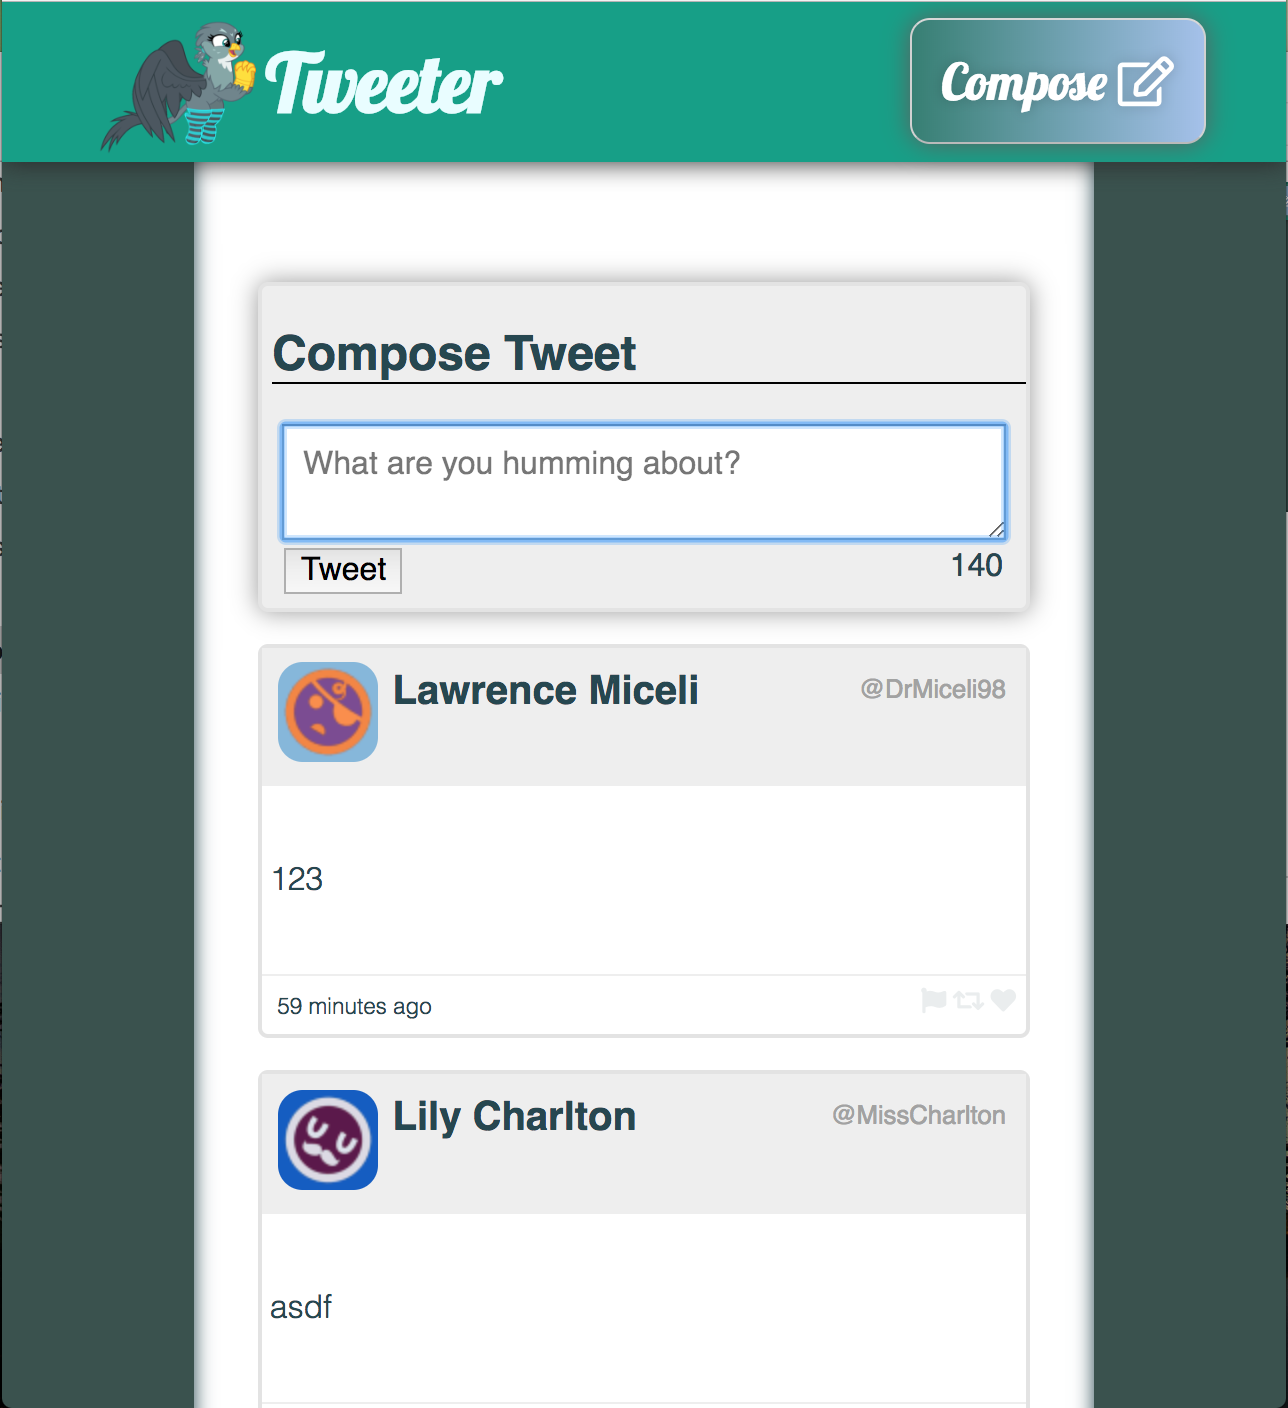 Tweeter
Compose
Compose Tweet
What are you humming about?
Tweet
140
Lawrence Miceli
@DrMiceli98
123
59 minutes ago
Lily Charlton
@MissCharlton
asdf